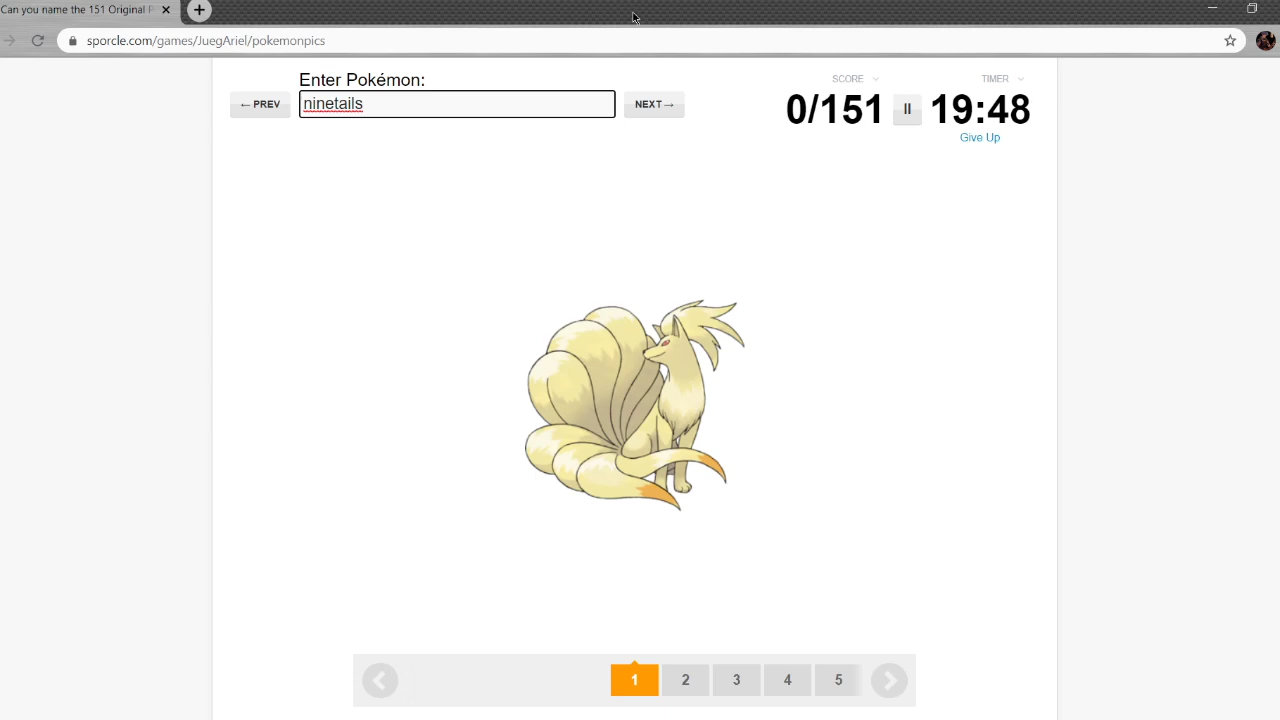 Can you name the 151 Original P
sporcle.com/games/JuegAriel/pokemonpics
Enter Pokémon:
←PREV
ninetails
NEXT→
SCORE
0/151
TIMER
19:48
Give Up
1 2 3 4 5